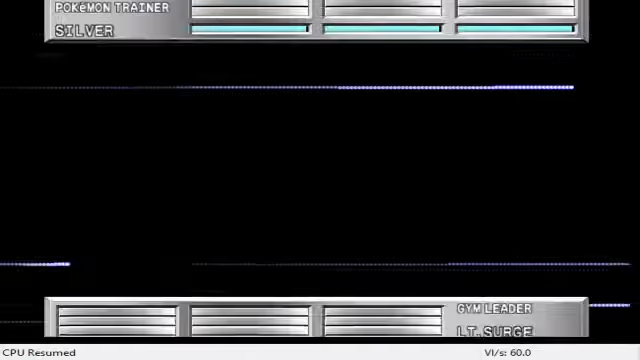 POKéMON TRAINER
SILVER
GYM LEADER
LT. SURGE
CPU Resumed
VI/s: 60.0